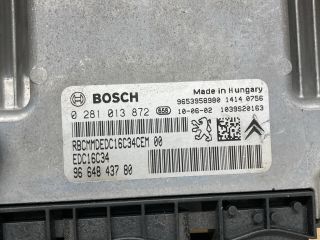 BOSCH
Made in Hungary
9653958980 1414 0756
0 281 013 872 10-06-02 1039S20163
RBCMMDEDC16C34CEM 00
EDC16C34
96 648 437 80